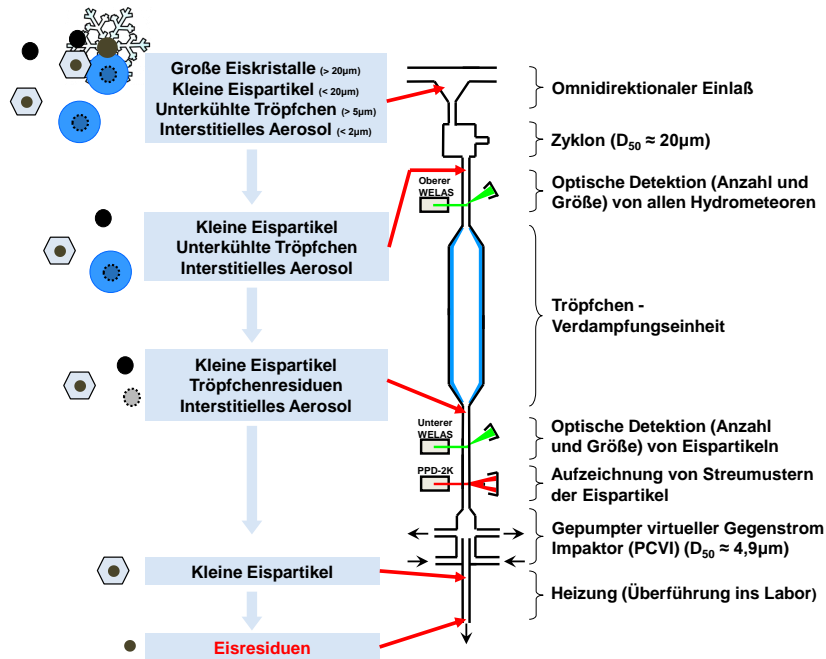 Große Eiskristalle (> 20µm)
Kleine Eispartikel (< 20µm)
Unterkühlte Tröpfchen (> 5µm)
Interstitielles Aerosol (< 2µm)
Omnidirektionaler Einlaß
Zyklon (D50 ≈ 20µm)
Oberer
WELAS
Optische Detektion (Anzahl und
Größe) von allen Hydrometeoren
Kleine Eispartikel
Unterkühlte Tröpfchen
Interstitielles Aerosol
Tröpfchen -
Verdampfungseinheit
Kleine Eispartikel
Tröpfchenresiduen
Interstitielles Aerosol
Unterer
WELAS
Optische Detektion (Anzahl
und Größe) von Eispartikeln
PPD-2K
Aufzeichnung von Streumustern
der Eispartikel
Gepumpter virtueller Gegenstrom
Impaktor (PCVI) (D50 ≈ 4,9µm)
Kleine Eispartikel
Heizung (Überführung ins Labor)
Eisresiduen